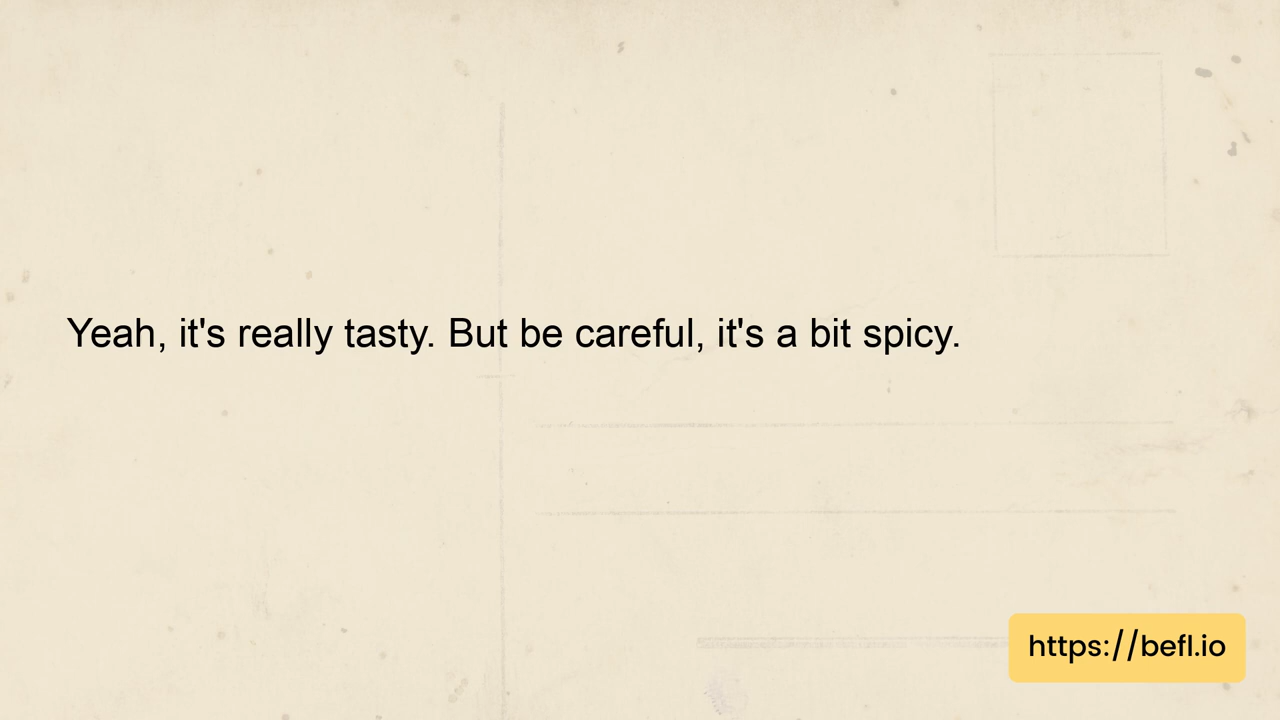 Yeah, it's really tasty. But be careful, it's a bit spicy.
https://befl.io